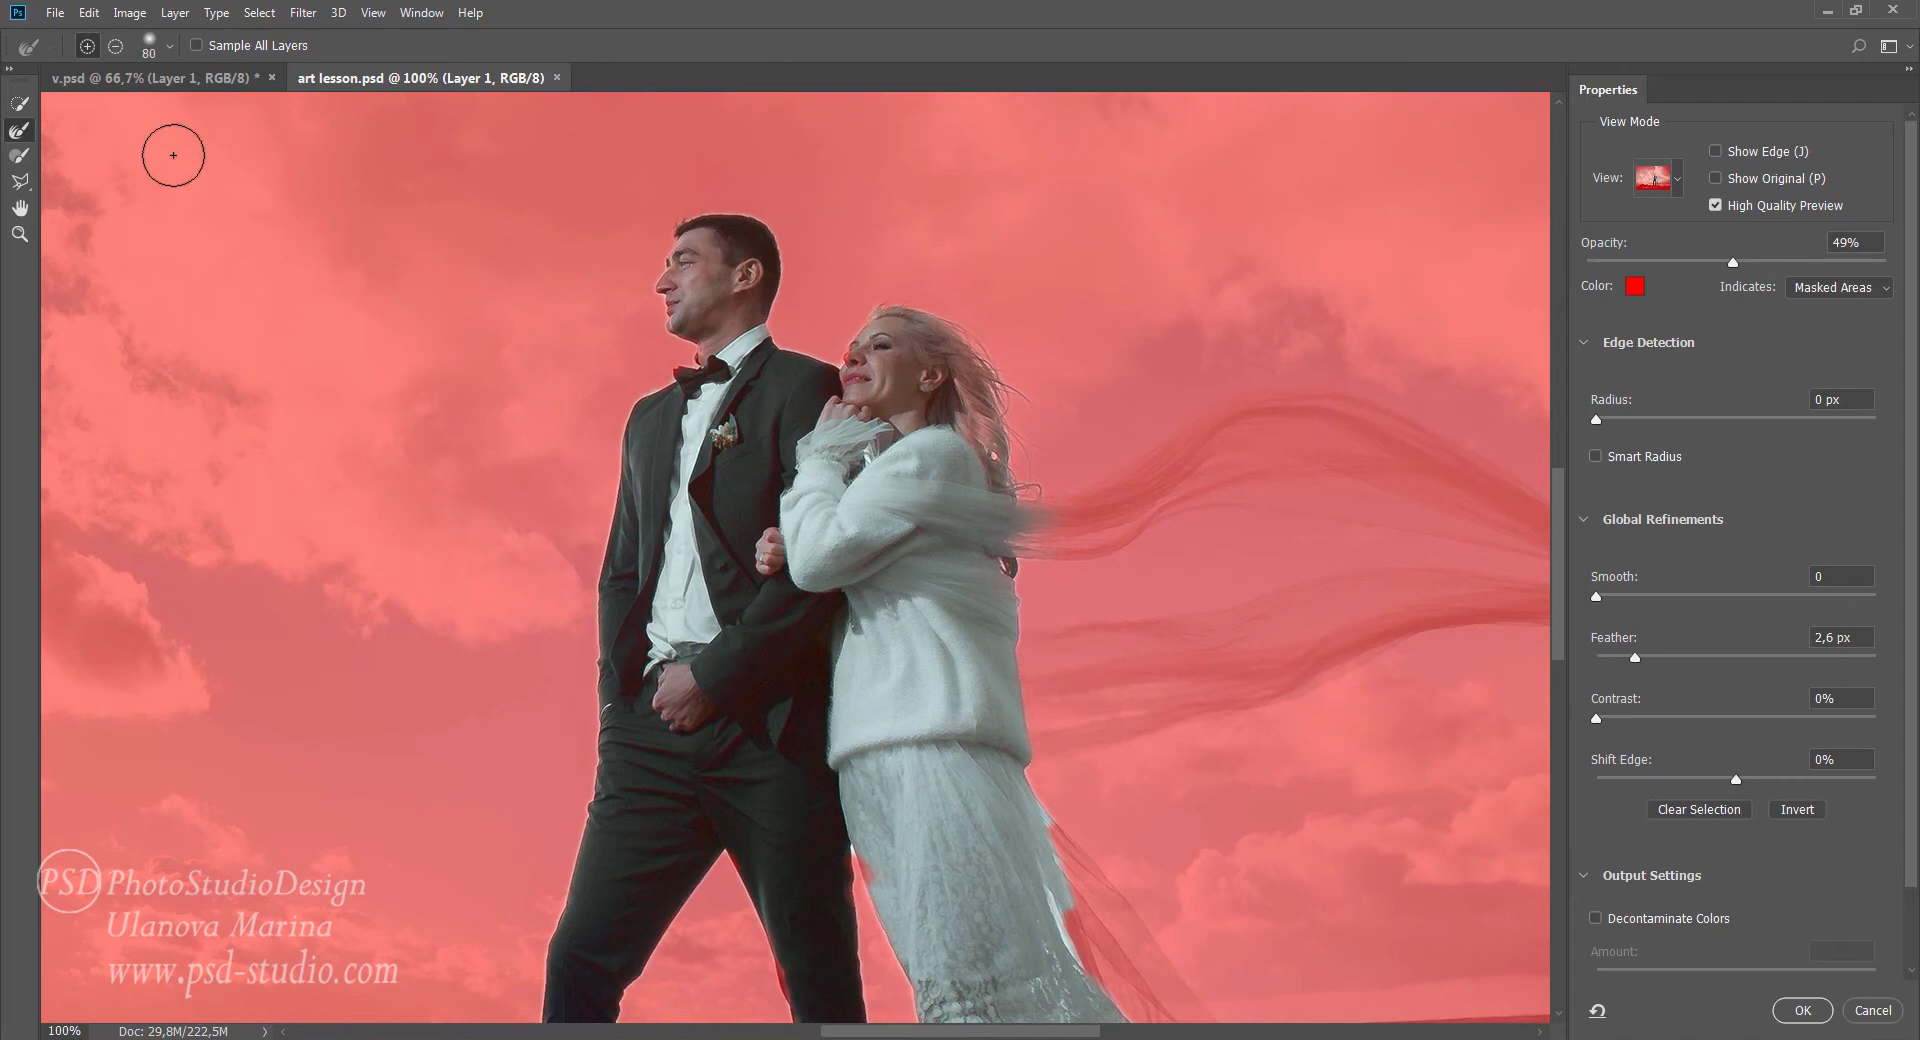 Ps File Edit Image Layer Type Select Filter 3D View Window Help
80 Sample All Layers
v.psd @ 66,7% (Layer 1, RGB/8) * × art lesson.psd @ 100% (Layer 1, RGB/8) ×
Properties
View Mode
View:
Show Edge (J)
Show Original (P)
High Quality Preview
Opacity: 49%
Color: Indicates: Masked Areas
Edge Detection
Radius: 0 px
Smart Radius
Global Refinements
Smooth: 0
Feather: 2,6 px
Contrast: 0%
Shift Edge: 0%
Clear Selection Invert
Output Settings
Decontaminate Colors
Amount:
OK Cancel
PSD PhotoStudioDesign
Ulanova Marina
www.psd-studio.com
100% Doc: 29,8M/222,5M